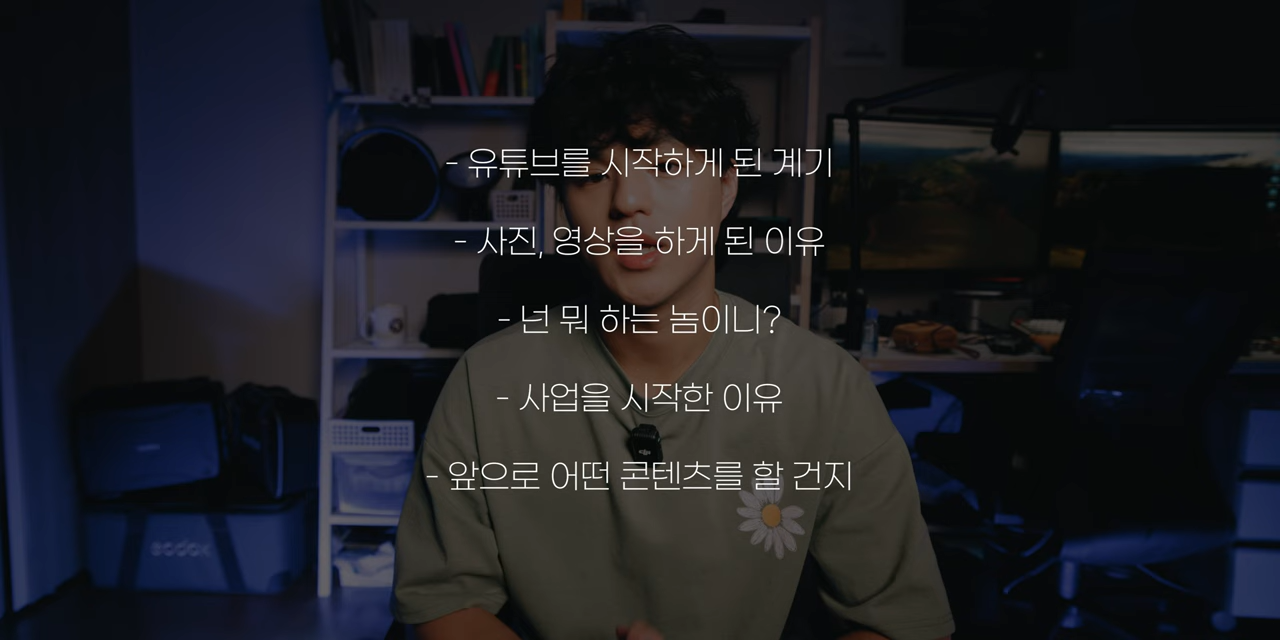 - 유튜브를 시작하게 된 계기
- 사진, 영상을 하게 된 이유
- 넌 뭐 하는 놈이니?
- 사업을 시작한 이유
- 앞으로 어떤 콘텐츠를 할 건지
dji
Godox